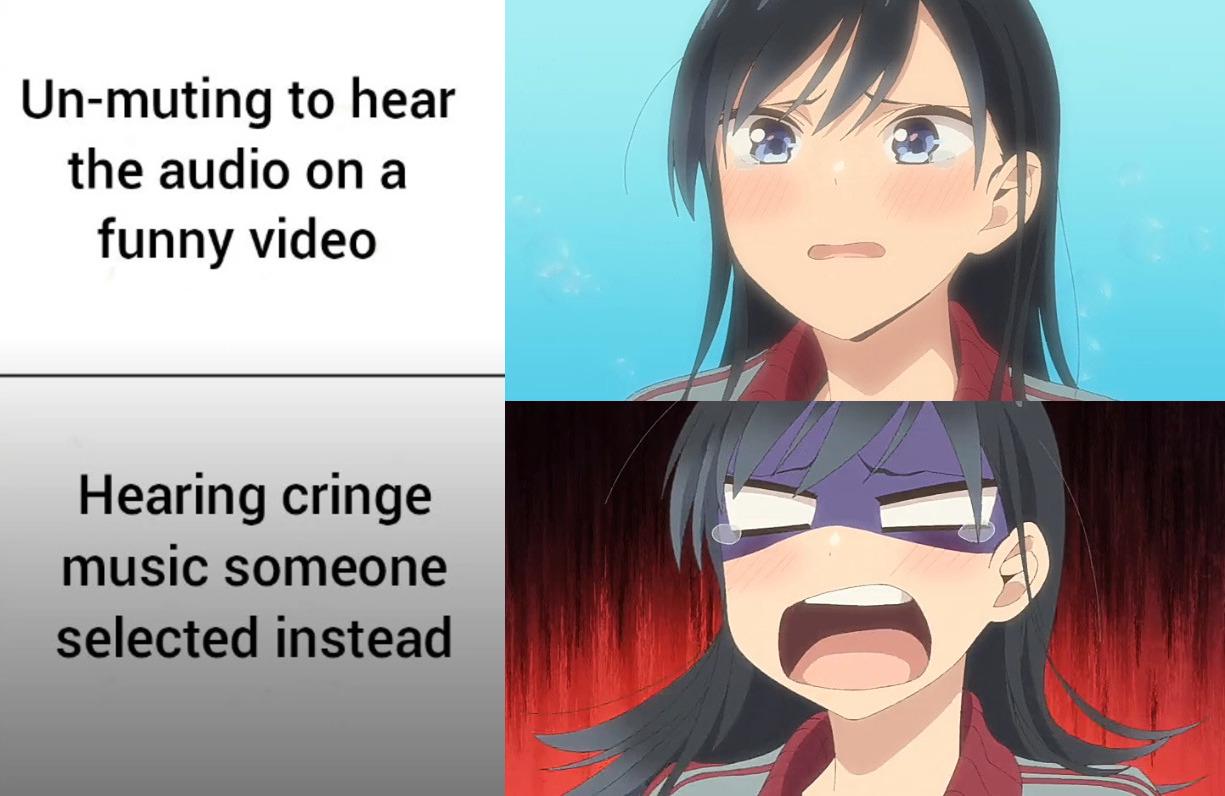 Un-muting to hear
the audio on a
funny video
Hearing cringe
music someone
selected instead